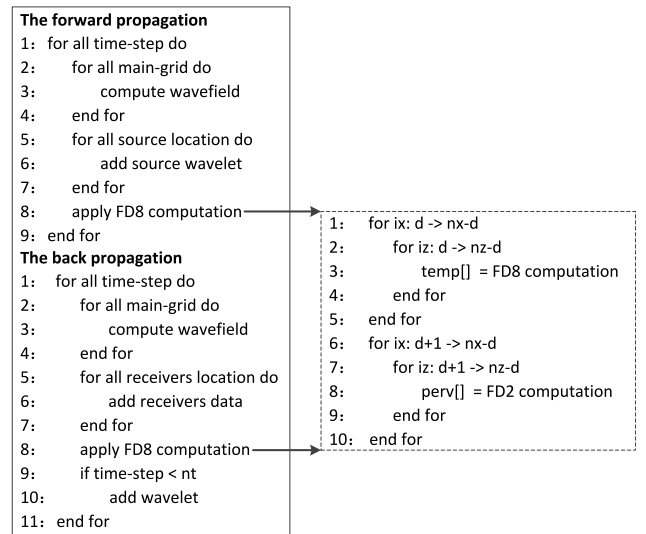 The forward propagation
1: for all time-step do
2: for all main-grid do
3: compute wavefield
4: end for
5: for all source location do
6: add source wavelet
7: end for
8: apply FD8 computation
9: end for
The back propagation
1: for all time-step do
2: for all main-grid do
3: compute wavefield
4: end for
5: for all receivers location do
6: add receivers data
7: end for
8: apply FD8 computation
9: if time-step < nt
10: add wavelet
11: end for
1: for ix: d -> nx-d
2: for iz: d -> nz-d
3: temp[] = FD8 computation
4: end for
5: end for
6: for ix: d+1 -> nx-d
7: for iz: d+1 -> nz-d
8: perv[] = FD2 computation
9: end for
10: end for